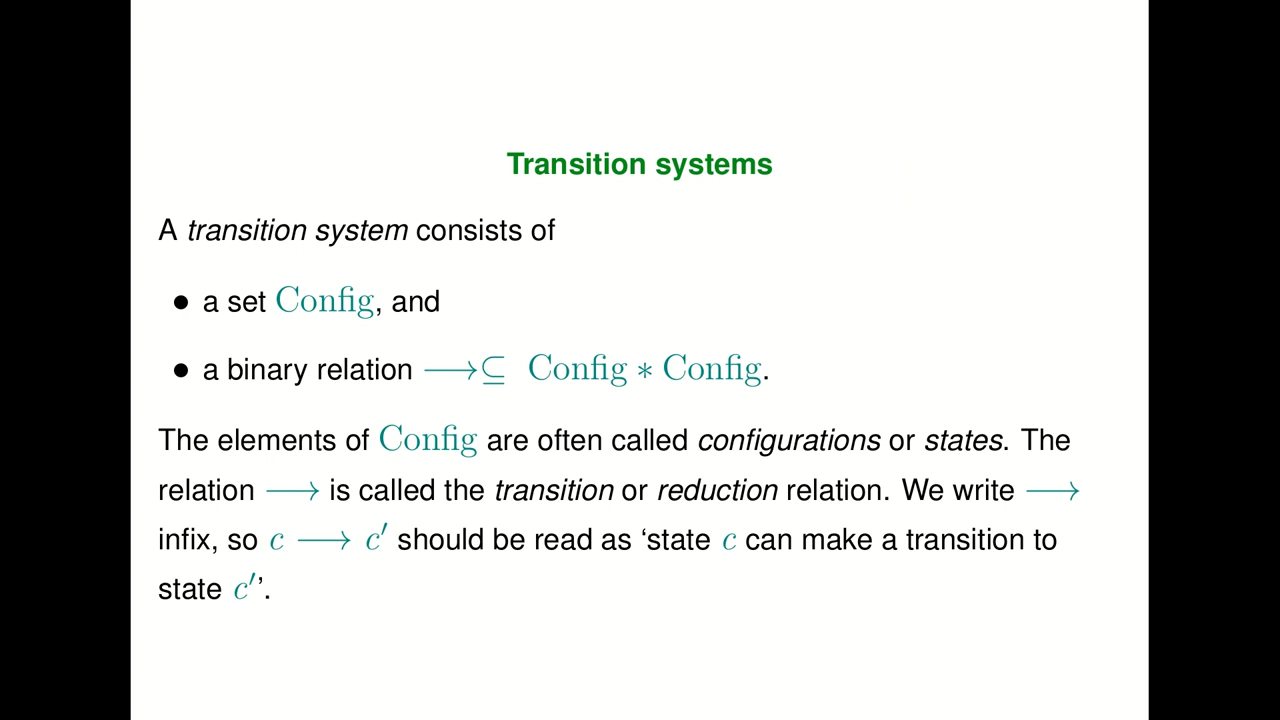 Transition systems
A transition system consists of
• a set Config, and
• a binary relation ⟶⊆ Config ∗ Config.
The elements of Config are often called configurations or states. The
relation ⟶ is called the transition or reduction relation. We write ⟶
infix, so c ⟶ c′ should be read as ‘state c can make a transition to
state c′’.